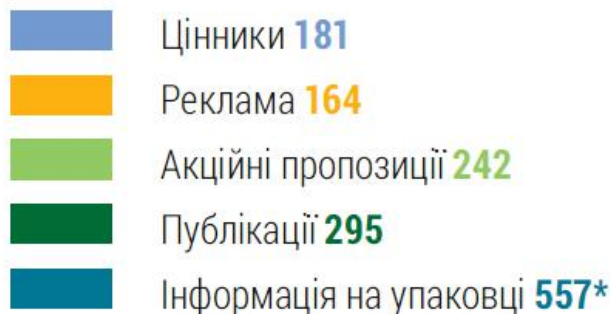 Цінники 181
Реклама 164
Акційні пропозиції 242
Публікації 295
Інформація на упаковці 557*